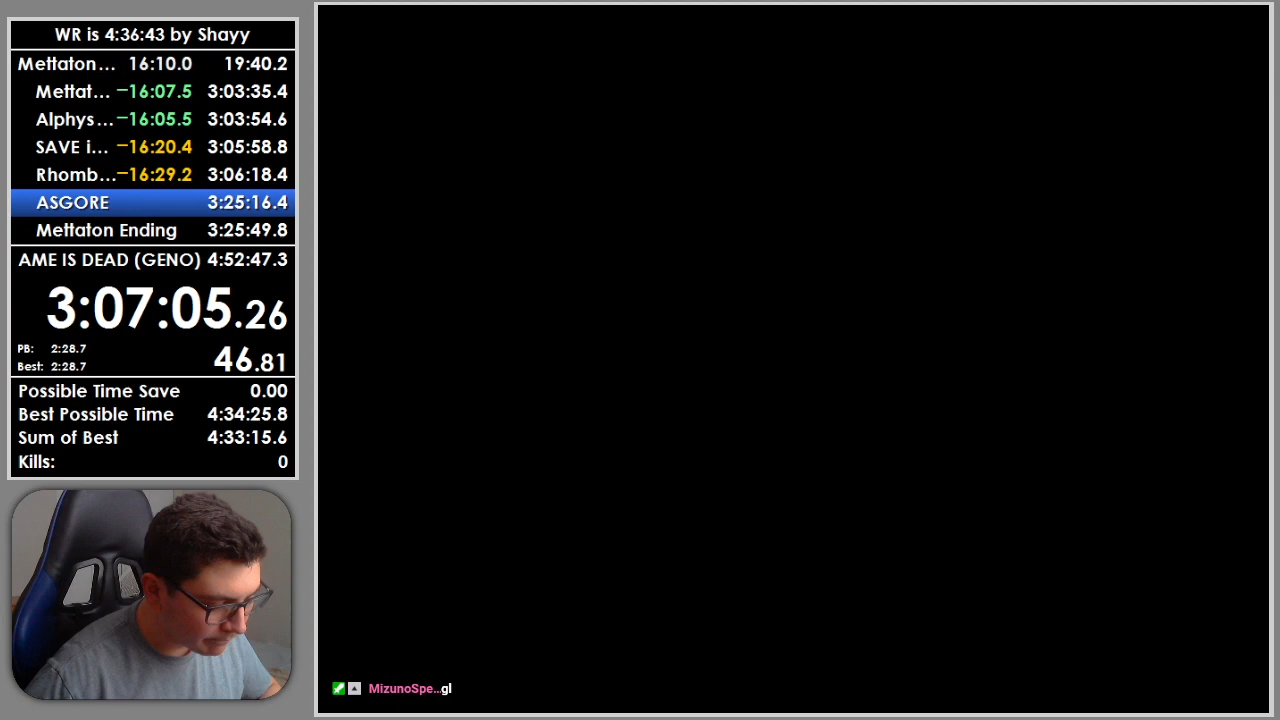 WR is 4:36:43 by Shayy
Mettaton... 16:10.0 19:40.2
Mettat... −16:07.5 3:03:35.4
Alphys... −16:05.5 3:03:54.6
SAVE i... −16:20.4 3:05:58.8
Rhomb... −16:29.2 3:06:18.4
ASGORE 3:25:16.4
Mettaton Ending 3:25:49.8
AME IS DEAD (GENO) 4:52:47.3
3:07:05.26
PB: 2:28.7
Best: 2:28.7
46.81
Possible Time Save 0.00
Best Possible Time 4:34:25.8
Sum of Best 4:33:15.6
Kills: 0
MizunoSpe...gl